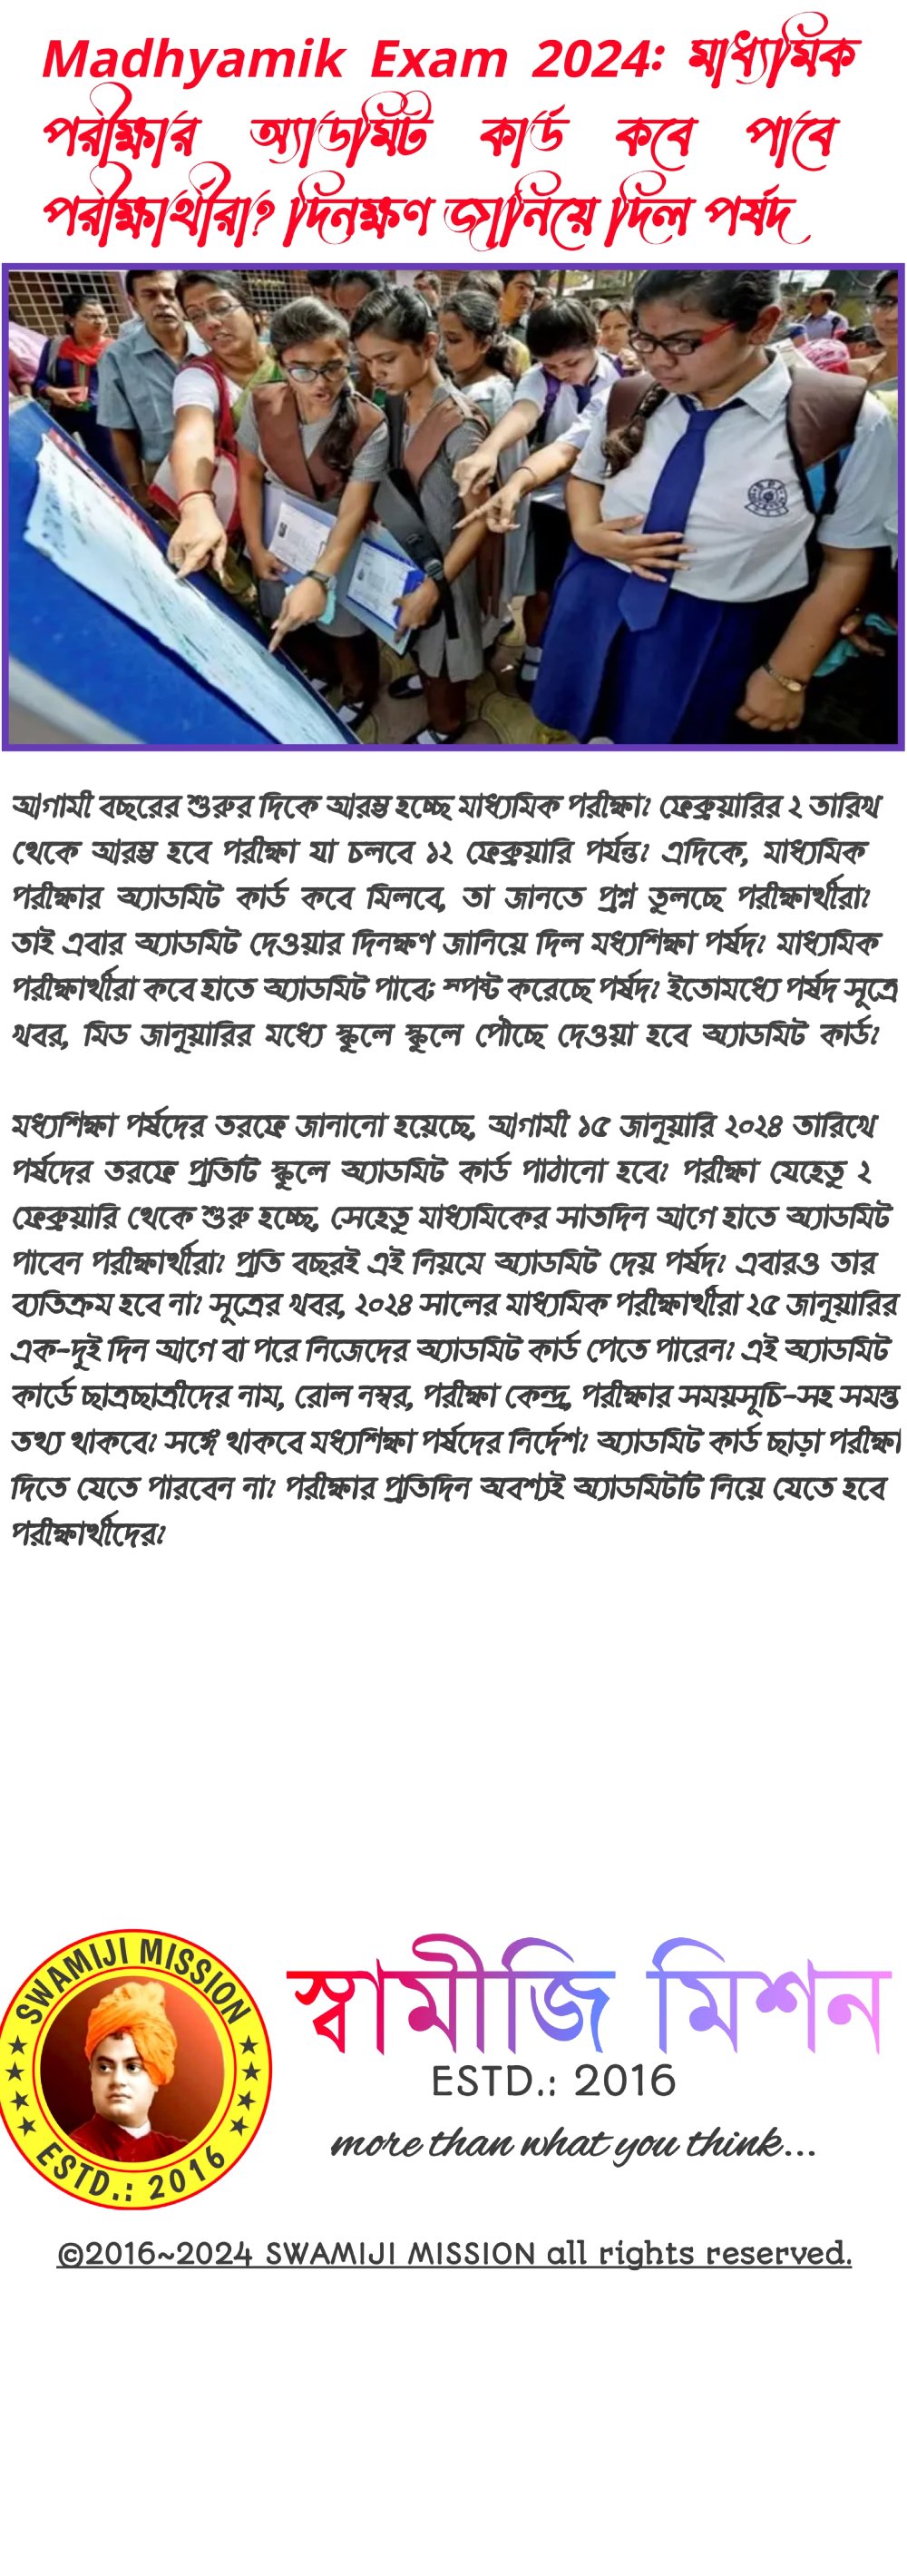 Madhyamik Exam 2024: মাধ্যমিক
পরীক্ষার অ্যাডমিট কার্ড কবে পাবে
পরীক্ষার্থীরা? দিনক্ষণ জানিয়ে দিল পর্ষদ
আগামী বছরের শুরুর দিকে আরম্ভ হচ্ছে মাধ্যমিক পরীক্ষা। ফেব্রুয়ারির ২ তারিখ
থেকে আরম্ভ হবে পরীক্ষা যা চলবে ১২ ফেব্রুয়ারি পর্যন্ত। এদিকে, মাধ্যমিক
পরীক্ষার অ্যাডমিট কার্ড কবে মিলবে, তা জানতে প্রশ্ন তুলছে পরীক্ষার্থীরা।
তাই এবার অ্যাডমিট দেওয়ার দিনক্ষণ জানিয়ে দিল মধ্যশিক্ষা পর্ষদ। মাধ্যমিক
পরীক্ষার্থীরা কবে হাতে অ্যাডমিট পাবে; স্পষ্ট করেছে পর্ষদ। ইতোমধ্যে পর্ষদ সূত্রে
খবর, মিড জানুয়ারির মধ্যে স্কুলে স্কুলে পৌঁছে দেওয়া হবে অ্যাডমিট কার্ড।
মধ্যশিক্ষা পর্ষদের তরফে জানানো হয়েছে, আগামী ১৫ জানুয়ারি ২০২৪ তারিখে
পর্ষদের তরফে প্রতিটি স্কুলে অ্যাডমিট কার্ড পাঠানো হবে। পরীক্ষা যেহেতু ২
ফেব্রুয়ারি থেকে শুরু হচ্ছে, সেহেতু মাধ্যমিকের সাতদিন আগে হাতে অ্যাডমিট
পাবেন পরীক্ষার্থীরা। প্রতি বছরই এই নিয়মে অ্যাডমিট দেয় পর্ষদ। এবারও তার
ব্যতিক্রম হবে না। সূত্রের খবর, ২০২৪ সালের মাধ্যমিক পরীক্ষার্থীরা ২৫ জানুয়ারির
এক-দুই দিন আগে বা পরে নিজেদের অ্যাডমিট কার্ড পেতে পারেন। এই অ্যাডমিট
কার্ডে ছাত্রছাত্রীদের নাম, রোল নম্বর, পরীক্ষা কেন্দ্র, পরীক্ষার সময়সূচি-সহ সমস্ত
তথ্য থাকবে। সঙ্গে থাকবে মধ্যশিক্ষা পর্ষদের নির্দেশ। অ্যাডমিট কার্ড ছাড়া পরীক্ষা
দিতে যেতে পারবেন না। পরীক্ষার প্রতিদিন অবশ্যই অ্যাডমিটটি নিয়ে যেতে হবে
পরীক্ষার্থীদের।
SWAMIJI MISSION
ESTD.: 2016
স্বামীজি মিশন
ESTD.: 2016
more than what you think...
©2016~2024 SWAMIJI MISSION all rights reserved.